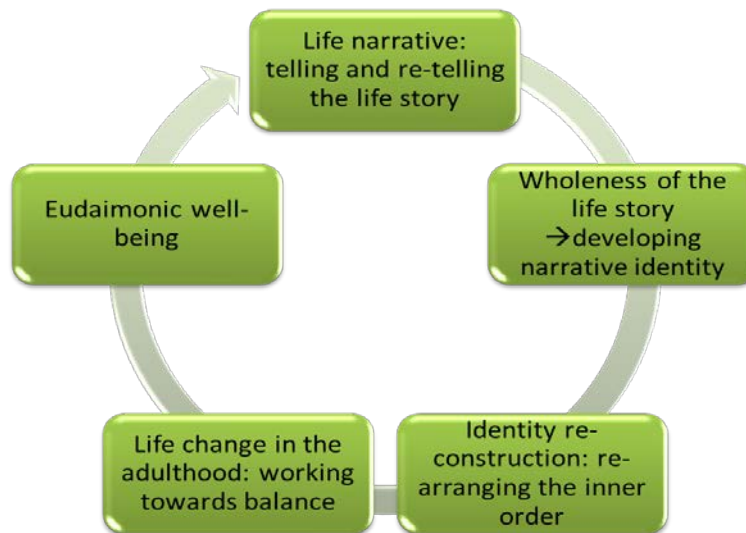 Life narrative:
telling and re-telling
the life story
Wholeness of the
life story
→developing
narrative identity
Identity re-
construction: re-
arranging the inner
order
Life change in the
adulthood: working
towards balance
Eudaimonic well-
being